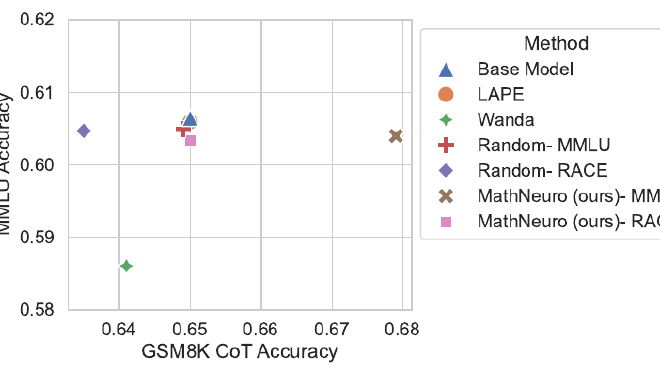 0.62
0.61
0.60
0.59
0.58
MMLU Accuracy
0.64 0.65 0.66 0.67 0.68
GSM8K CoT Accuracy
Method
Base Model
LAPE
Wanda
Random- MMLU
Random- RACE
MathNeuro (ours)- MM
MathNeuro (ours)- RAC